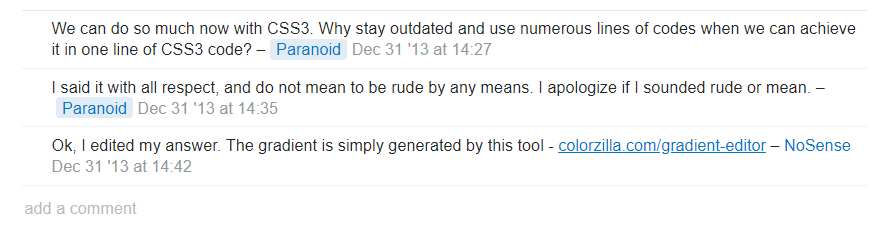 We can do so much now with CSS3. Why stay outdated and use numerous lines of codes when we can achieve
it in one line of CSS3 code? – Paranoid Dec 31 '13 at 14:27
I said it with all respect, and do not mean to be rude by any means. I apologize if I sounded rude or mean. –
Paranoid Dec 31 '13 at 14:35
Ok, I edited my answer. The gradient is simply generated by this tool - colorzilla.com/gradient-editor – NoSense
Dec 31 '13 at 14:42
add a comment